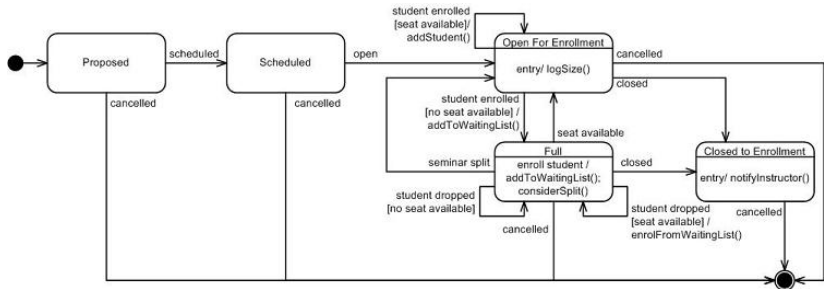 student enrolled
[seat available]/
addStudent()
Open For Enrollment
entry/ logSize()
cancelled
closed
Proposed
scheduled
Scheduled
open
cancelled
cancelled
student enrolled
[no seat available] /
addToWaitingList()
seat available
seminar split
Full
enroll student /
addToWaitingList();
considerSplit()
closed
Closed to Enrollment
entry/ notifyInstructor()
student dropped
[no seat available]
cancelled
student dropped
[seat available] /
enrolFromWaitingList()
cancelled